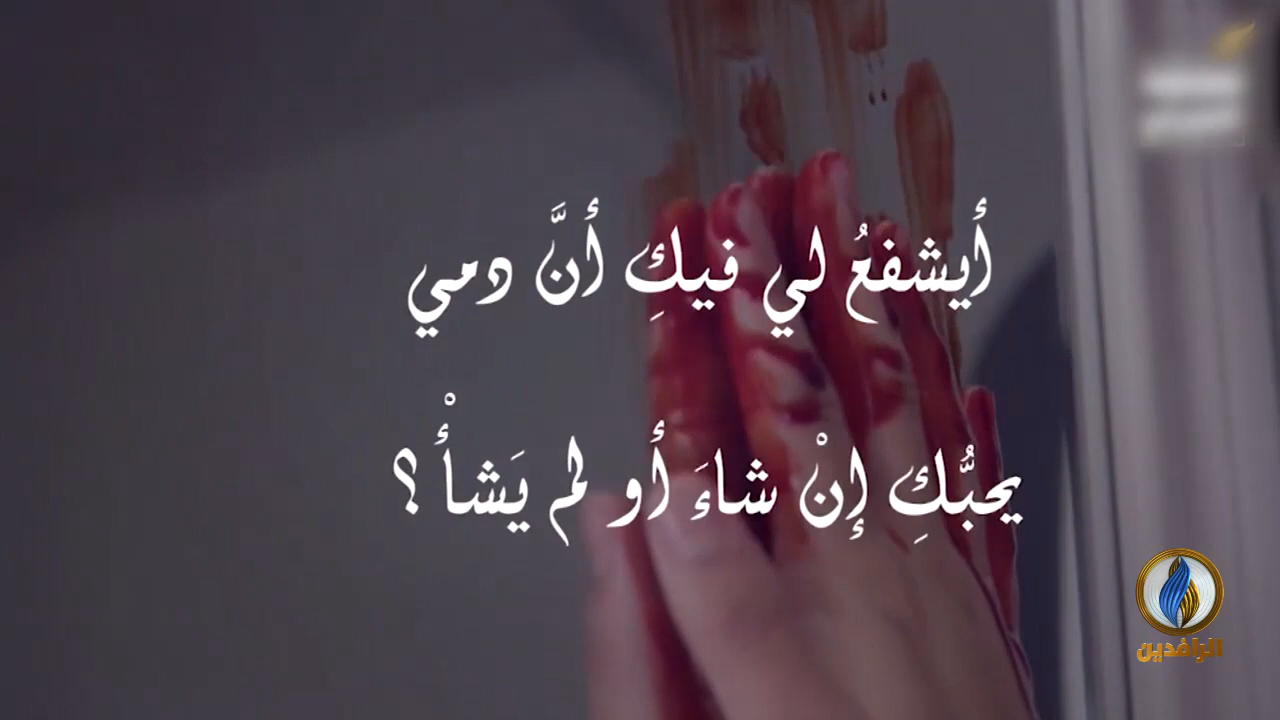 أيشفعُ لي فيكِ أنَّ دمي
يحبُّكِ إنْ شاءَ أو لم يَشأْ ؟
الرافدين